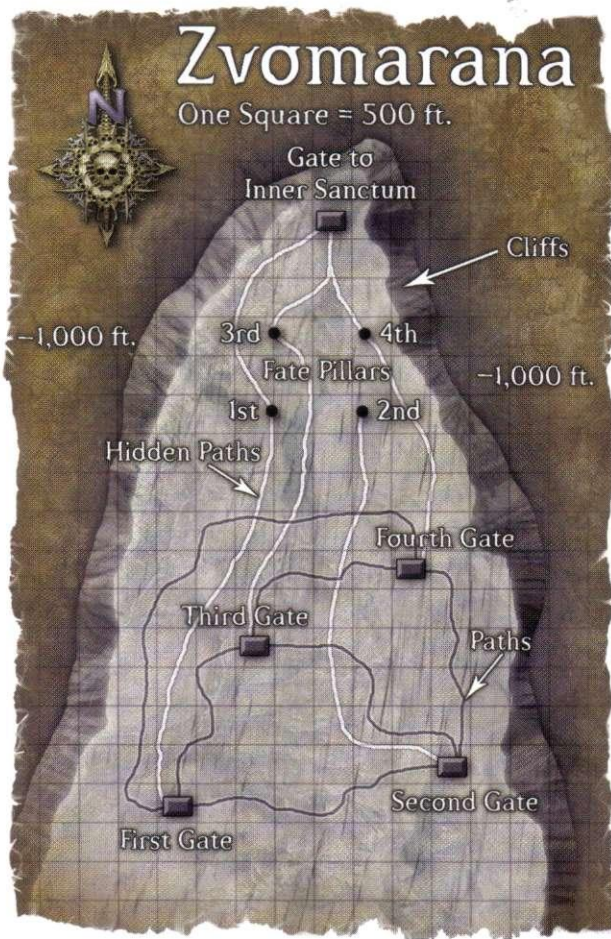 Zvomarana
N
One Square = 500 ft.
Gate to
Inner Sanctum
Cliffs
-1,000 ft.
3rd
4th
Fate Pillars
-1,000 ft.
1st
2nd
Hidden Paths
Fourth Gate
Third Gate
Paths
Second Gate
First Gate